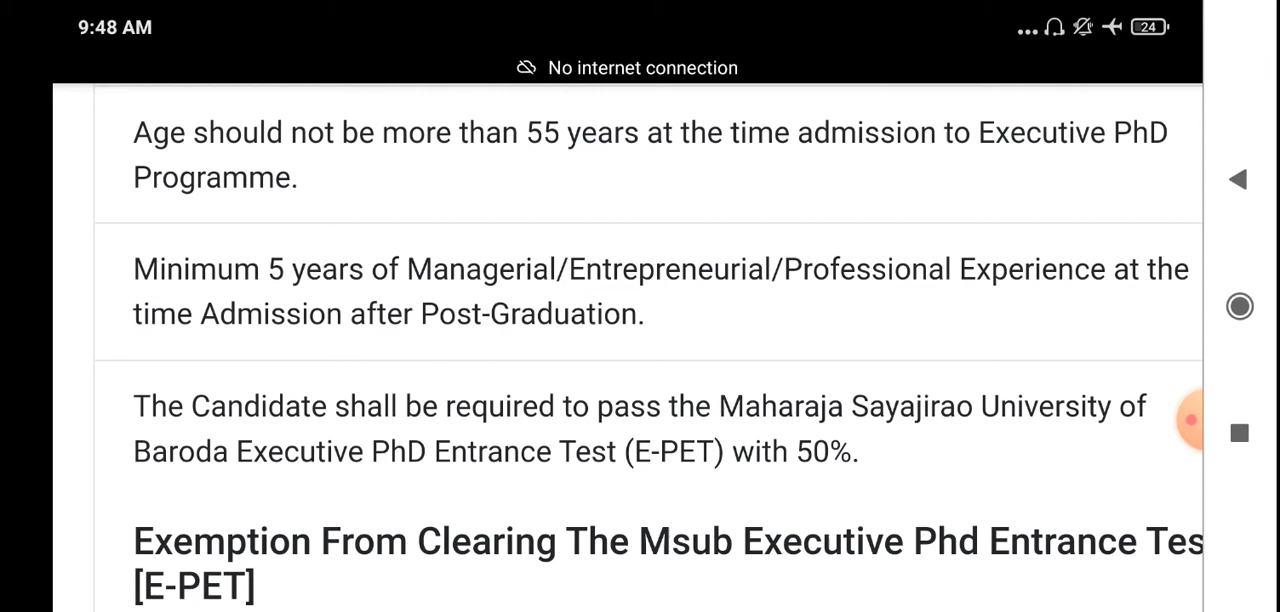 9:48 AM
24
No internet connection
Age should not be more than 55 years at the time admission to Executive PhD
Programme.
Minimum 5 years of Managerial/Entrepreneurial/Professional Experience at the
time Admission after Post-Graduation.
The Candidate shall be required to pass the Maharaja Sayajirao University of
Baroda Executive PhD Entrance Test (E-PET) with 50%.
Exemption From Clearing The Msub Executive Phd Entrance Tes
[E-PET]